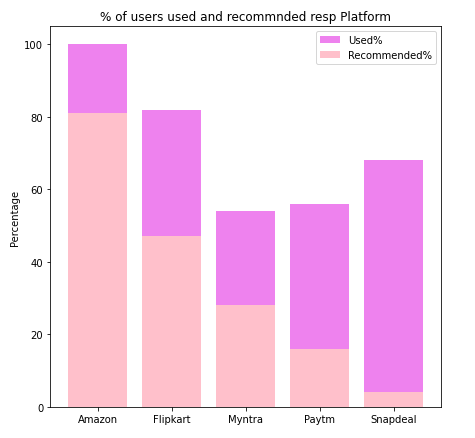 % of users used and recommnded resp Platform
Used%
Recommended%
Percentage
100
80
60
40
20
0
Amazon Flipkart Myntra Paytm Snapdeal